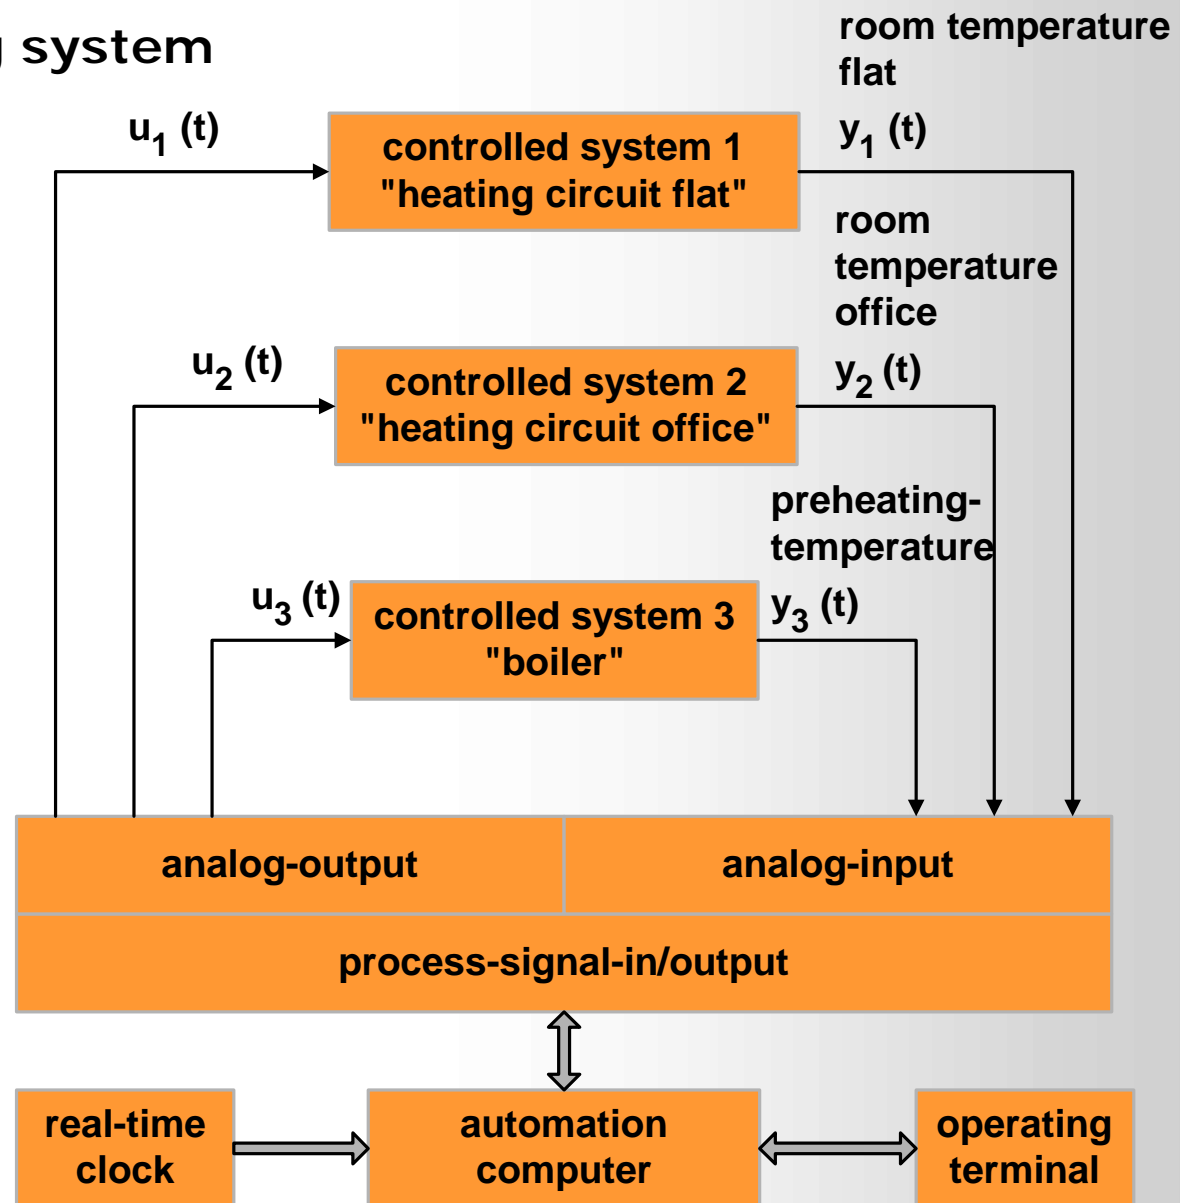 g system
room temperature
flat
u1 (t)
controlled system 1
"heating circuit flat"
y1 (t)
room
temperature
office
u2 (t)
controlled system 2
"heating circuit office"
y2 (t)
preheating-
temperature
u3 (t)
controlled system 3
"boiler"
y3 (t)
analog-output
analog-input
process-signal-in/output
real-time
clock
automation
computer
operating
terminal